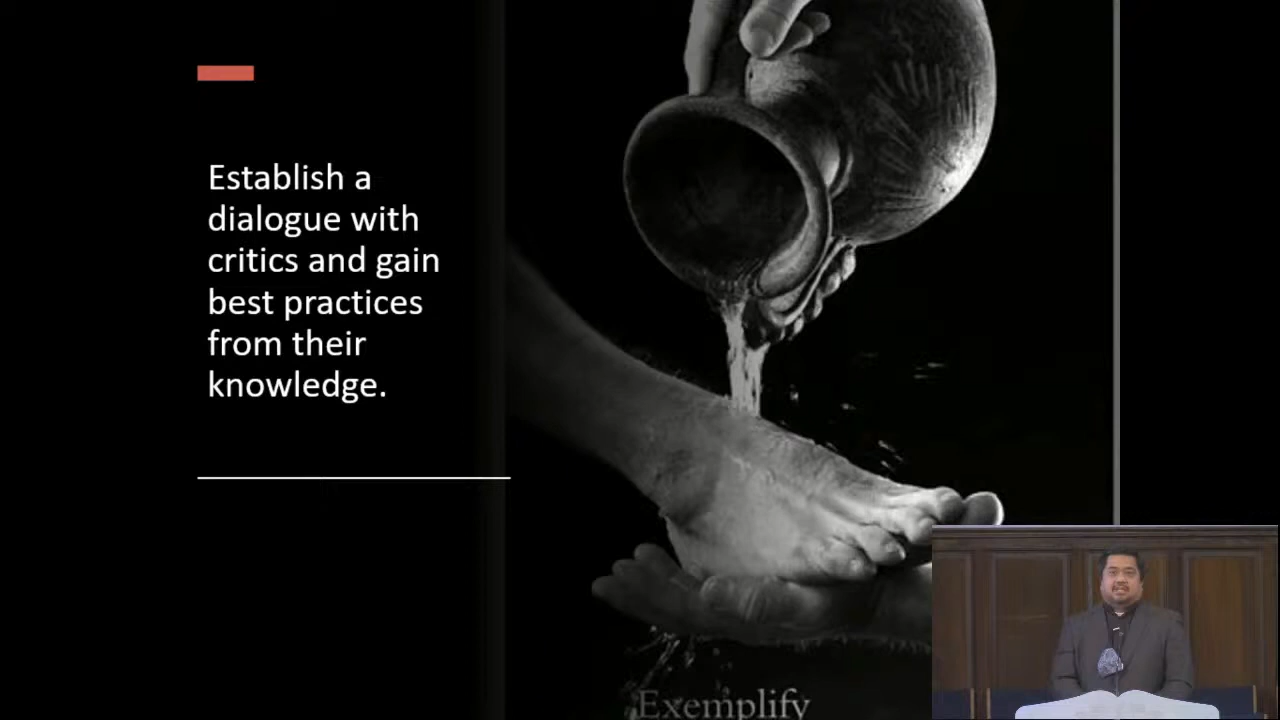 Establish a
dialogue with
critics and gain
best practices
from their
knowledge.
Exemplify